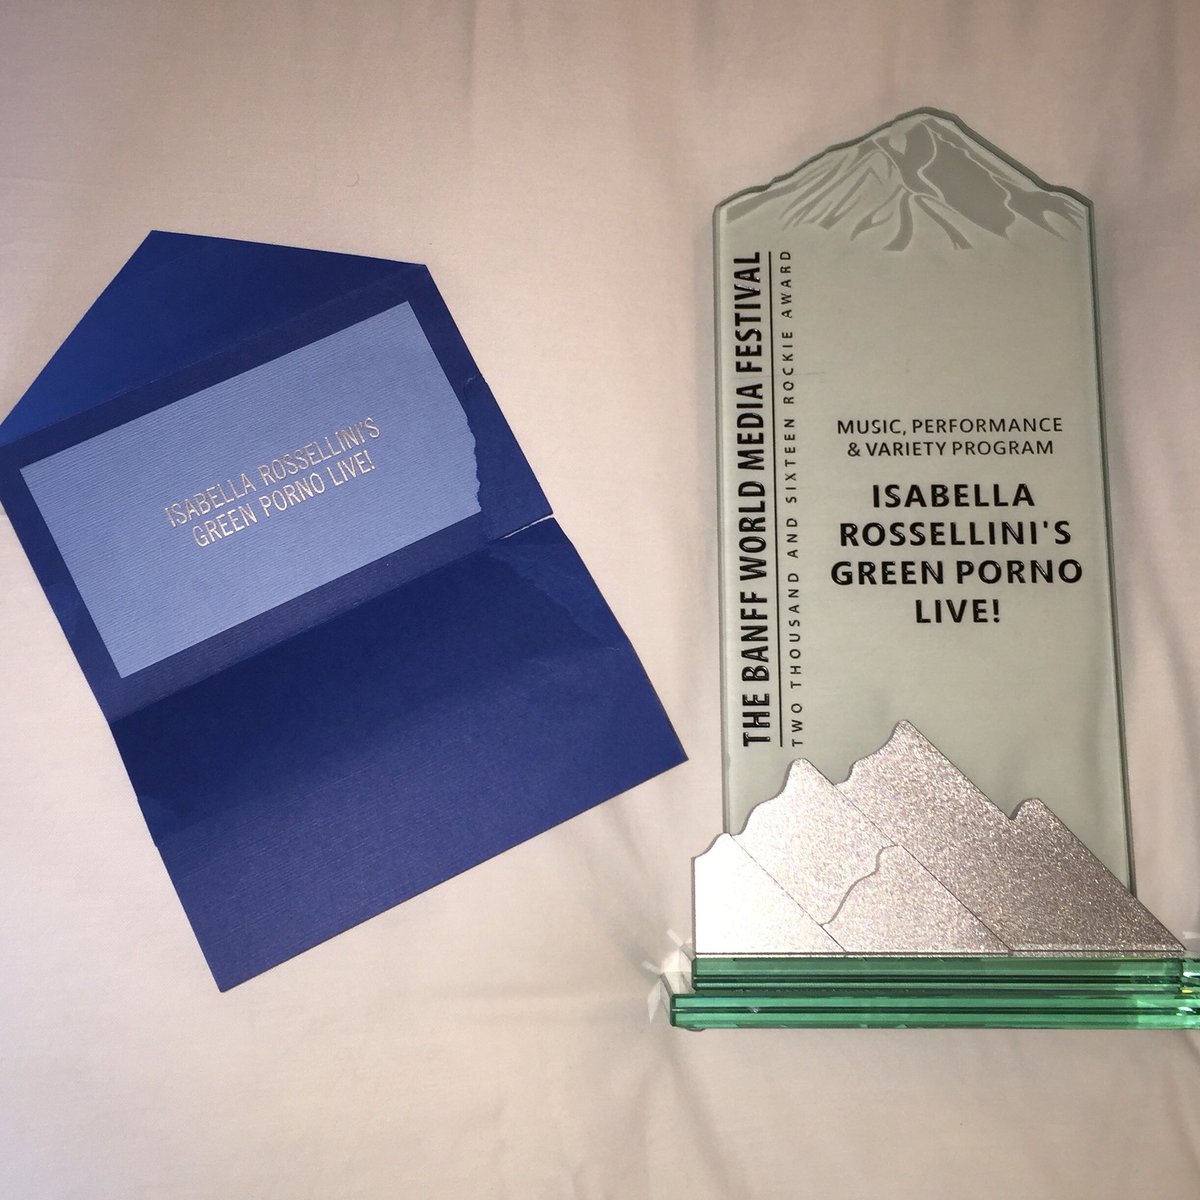 ISABELLA ROSSELLINI'S
GREEN PORNO LIVE!
THE BANFF WORLD MEDIA FESTIVAL
TWO THOUSAND AND SIXTEEN ROCKIE AWARD
MUSIC, PERFORMANCE
& VARIETY PROGRAM
ISABELLA
ROSSELLINI'S
GREEN PORNO
LIVE!